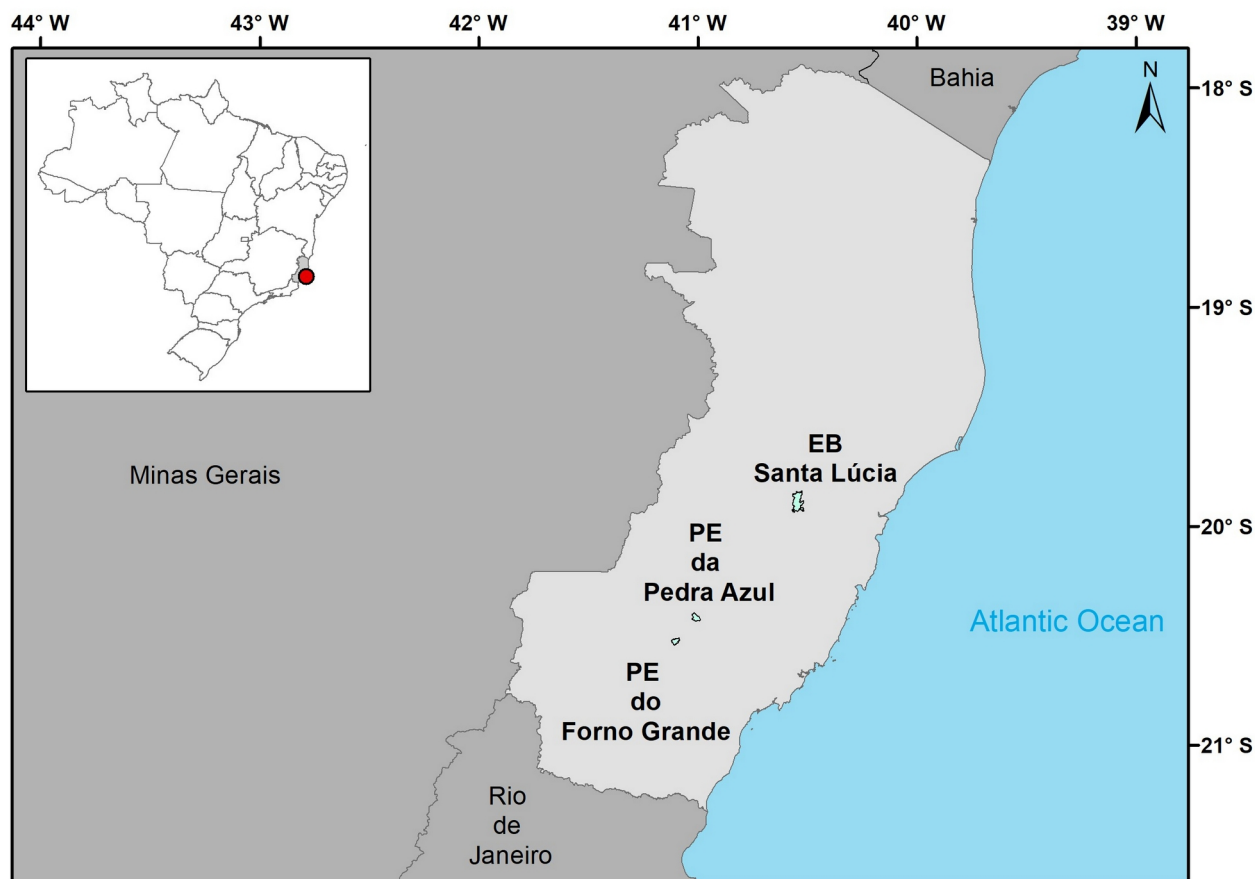 44° W
43° W
42° W
41° W
40° W
39° W
Bahia
N
18° S
19° S
EB
Santa Lúcia
Minas Gerais
20° S
PE
da
Pedra Azul
Atlantic Ocean
PE
do
Forno Grande
21° S
Rio
de
Janeiro